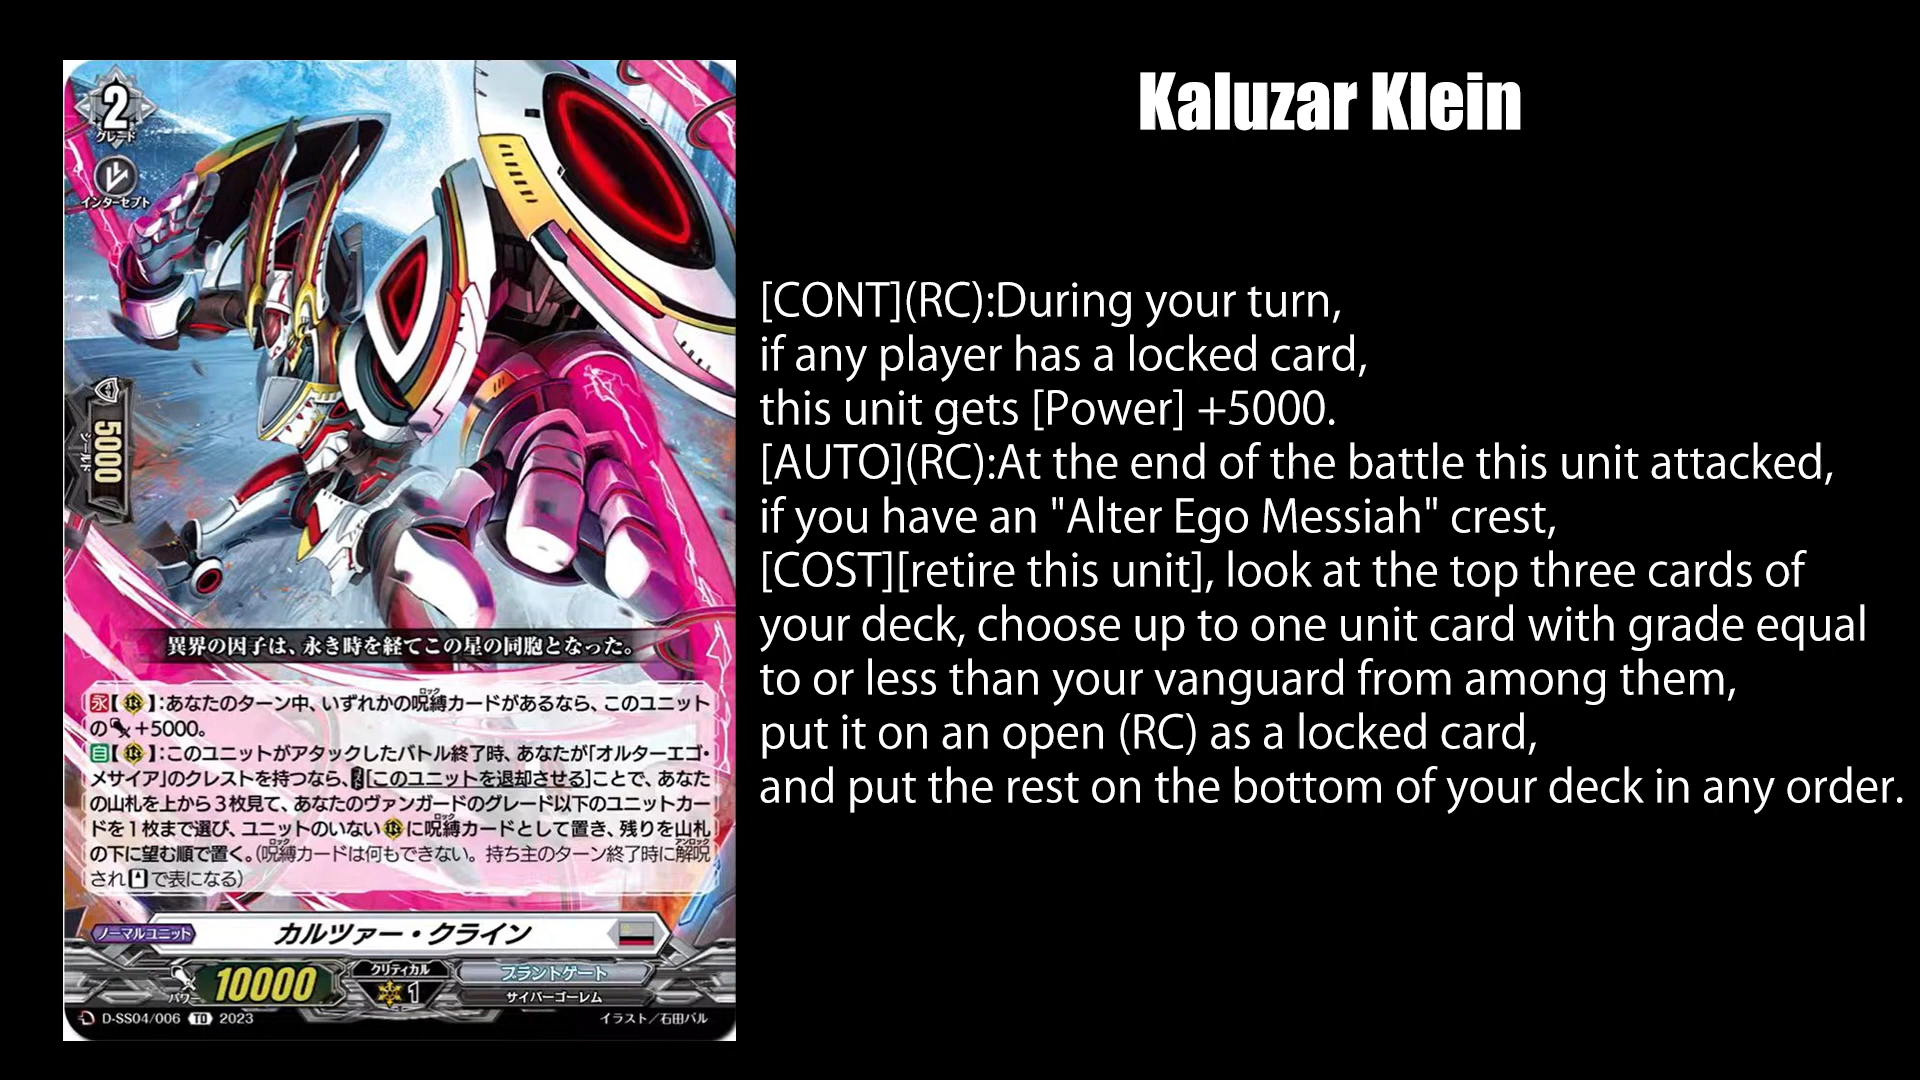 2
グレード
インターセプト
5000
シールド
異界の因子は、永き時を経てこの星の同胞となった。
永【R】:あなたのターン中、いずれかの呪縛カードがあるなら、このユニット
の+5000。
自【R】:このユニットがアタックしたバトル終了時、あなたが「オルターエゴ・
メサイア」のクレストを持つなら、[このユニットを退却させる]ことで、あなた
の山札を上から3枚見て、あなたのヴァンガードのグレード以下のユニットカー
ドを1枚まで選び、ユニットのいないRに呪縛カードとして置き、残りを山札
の下に望む順で置く。(呪縛カードは何もできない。持ち主のターン終了時に解呪
されで表になる)
ノーマルユニット
カルツァー・クライン
パワー 10000
クリティカル
1
ブラントゲート
サイバーゴーレム
D-SS04/006 TD 2023
イラスト/石田バル
Kaluzar Klein
[CONT](RC):During your turn,
if any player has a locked card,
this unit gets [Power] +5000.
[AUTO](RC):At the end of the battle this unit attacked,
if you have an "Alter Ego Messiah" crest,
[COST][retire this unit], look at the top three cards of
your deck, choose up to one unit card with grade equal
to or less than your vanguard from among them,
put it on an open (RC) as a locked card,
and put the rest on the bottom of your deck in any order.